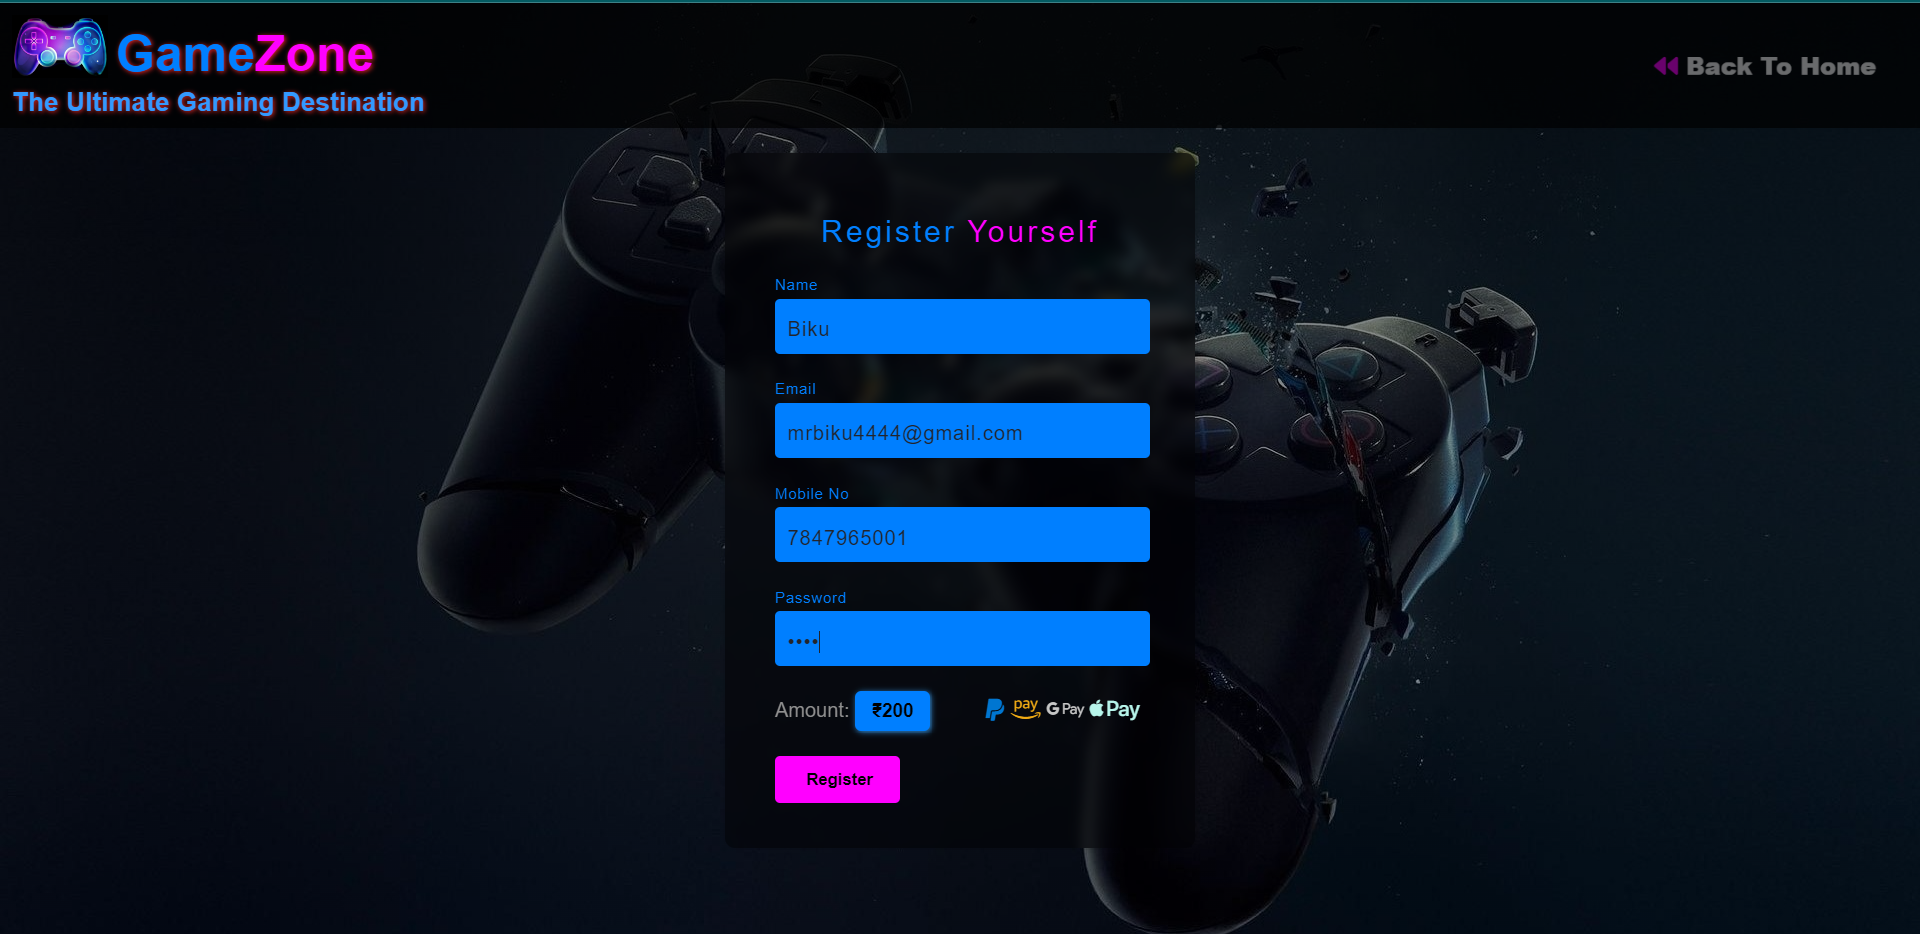 GameZone
The Ultimate Gaming Destination
Back To Home
Register Yourself
Name
Biku
Email
mrbiku4444@gmail.com
Mobile No
7847965001
Password
••••
Amount: ₹200
pay G Pay Pay
Register